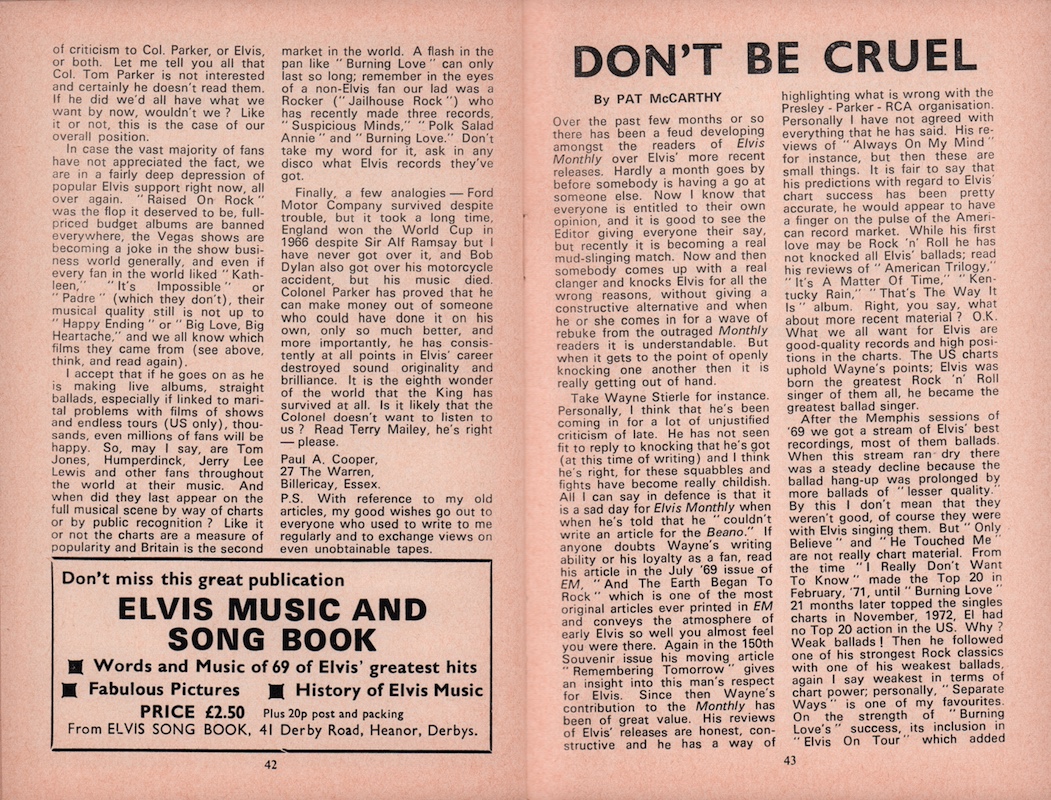 of criticism to Col. Parker, or Elvis,
or both. Let me tell you all that
Col. Tom Parker is not interested
and certainly he doesn't read them.
If he did we'd all have what we
want by now, wouldn't we? Like
it or not, this is the case of our
overall position.
In case the vast majority of fans
have not appreciated the fact, we
are in a fairly deep depression of
popular Elvis support right now, all
over again. "Raised On Rock"
was the flop it deserved to be, full-
priced budget albums are banned
everywhere, the Vegas shows are
becoming a joke in the show busi-
ness world generally, and even if
every fan in the world liked "Kath-
leen," "It's Impossible" or
"Padre" (which they don't), their
musical quality still is not up to
"Happy Ending" or "Big Love, Big
Heartache," and we all know which
films they came from (see above,
think, and read again).
I accept that if he goes on as he
is making live albums, straight
ballads, especially if linked to mari-
tal problems with films of shows
and endless tours (US only), thou-
sands, even millions of fans will be
happy. So, may I say, are Tom
Jones, Humperdinck, Jerry Lee
Lewis and other fans throughout
the world at their music. And
when did they last appear on the
full musical scene by way of charts
or by public recognition? Like it
or not the charts are a measure of
popularity and Britain is the second
market in the world. A flash in the
pan like "Burning Love" can only
last so long; remember in the eyes
of a non-Elvis fan our lad was a
Rocker ("Jailhouse Rock") who
has recently made three records,
"Suspicious Minds," "Polk Salad
Annie" and "Burning Love." Don't
take my word for it, ask in any
disco what Elvis records they've
got.
Finally, a few analogies — Ford
Motor Company survived despite
trouble, but it took a long time,
England won the World Cup in
1966 despite Sir Alf Ramsay but I
have never got over it, and Bob
Dylan also got over his motorcycle
accident, but his music died.
Colonel Parker has proved that he
can make money out of someone
who could have done it on his
own, only so much better, and
more importantly, he has consis-
tently at all points in Elvis' career
destroyed sound originality and
brilliance. It is the eighth wonder
of the world that the King has
survived at all. Is it likely that the
Colonel doesn't want to listen to
us? Read Terry Mailey, he's right
— please.
Paul A. Cooper,
27 The Warren,
Billericay, Essex.
P.S. With reference to my old
articles, my good wishes go out to
everyone who used to write to me
regularly and to exchange views on
even unobtainable tapes.
Don't miss this great publication
ELVIS MUSIC AND
SONG BOOK
■ Words and Music of 69 of Elvis' greatest hits
■ Fabulous Pictures ■ History of Elvis Music
PRICE £2.50 Plus 20p post and packing
From ELVIS SONG BOOK, 41 Derby Road, Heanor, Derbys.
42
DON'T BE CRUEL
By PAT McCARTHY
Over the past few months or so
there has been a feud developing
amongst the readers of Elvis
Monthly over Elvis' more recent
releases. Hardly a month goes by
before somebody is having a go at
someone else. Now I know that
everyone is entitled to their own
opinion, and it is good to see the
Editor giving everyone their say,
but recently it is becoming a real
mud-slinging match. Now and then
somebody comes up with a real
clanger and knocks Elvis for all the
wrong reasons, without giving a
constructive alternative and when
he or she comes in for a wave of
rebuke from the outraged Monthly
readers it is understandable. But
when it gets to the point of openly
knocking one another then it is
really getting out of hand.
Take Wayne Stierle for instance.
Personally, I think that he's been
coming in for a lot of unjustified
criticism of late. He has not seen
fit to reply to knocking that he's got
(at this time of writing) and I think
he's right, for these squabbles and
fights have become really childish.
All I can say in defence is that it
is a sad day for Elvis Monthly when
when he's told that he "couldn't
write an article for the Beano." If
anyone doubts Wayne's writing
ability or his loyalty as a fan, read
his article in the July '69 issue of
EM, "And The Earth Began To
Rock" which is one of the most
original articles ever printed in EM
and conveys the atmosphere of
early Elvis so well you almost feel
you were there. Again in the 150th
Souvenir issue his moving article
"Remembering Tomorrow" gives
an insight into this man's respect
for Elvis. Since then Wayne's
contribution to the Monthly has
been of great value. His reviews
of Elvis' releases are honest, con-
structive and he has a way of
highlighting what is wrong with the
Presley - Parker - RCA organisation.
Personally I have not agreed with
everything that he has said. His re-
views of "Always On My Mind"
for instance, but then these are
small things. It is fair to say that
his predictions with regard to Elvis'
chart success has been pretty
accurate, he would appear to have
a finger on the pulse of the Ameri-
can record market. While his first
love may be Rock 'n' Roll he has
not knocked all Elvis' ballads; read
his reviews of "American Trilogy,"
"It's A Matter Of Time," "Ken-
tucky Rain," "That's The Way It
Is" album. Right, you say, what
about more recent material? O.K.
What we all want for Elvis are
good-quality records and high posi-
tions in the charts. The US charts
uphold Wayne's points; Elvis was
born the greatest Rock 'n' Roll
singer of them all, he became the
greatest ballad singer.
After the Memphis sessions of
'69 we got a stream of Elvis' best
recordings, most of them ballads.
When this stream ran dry there
was a steady decline because the
ballad hang-up was prolonged by
more ballads of "lesser quality."
By this I don't mean that they
weren't good, of course they were
with Elvis singing them. But "Only
Believe" and "He Touched Me"
are not really chart material. From
the time "I Really Don't Want
To Know" made the Top 20 in
February, '71, until "Burning Love"
21 months later topped the singles
charts in November, 1972, El had
no Top 20 action in the US. Why?
Weak ballads! Then he followed
one of his strongest Rock classics
with one of his weakest ballads,
again I say weakest in terms of
chart power; personally, "Separate
Ways" is one of my favourites.
On the strength of "Burning
Love's" success, its inclusion in
"Elvis On Tour" which added
43